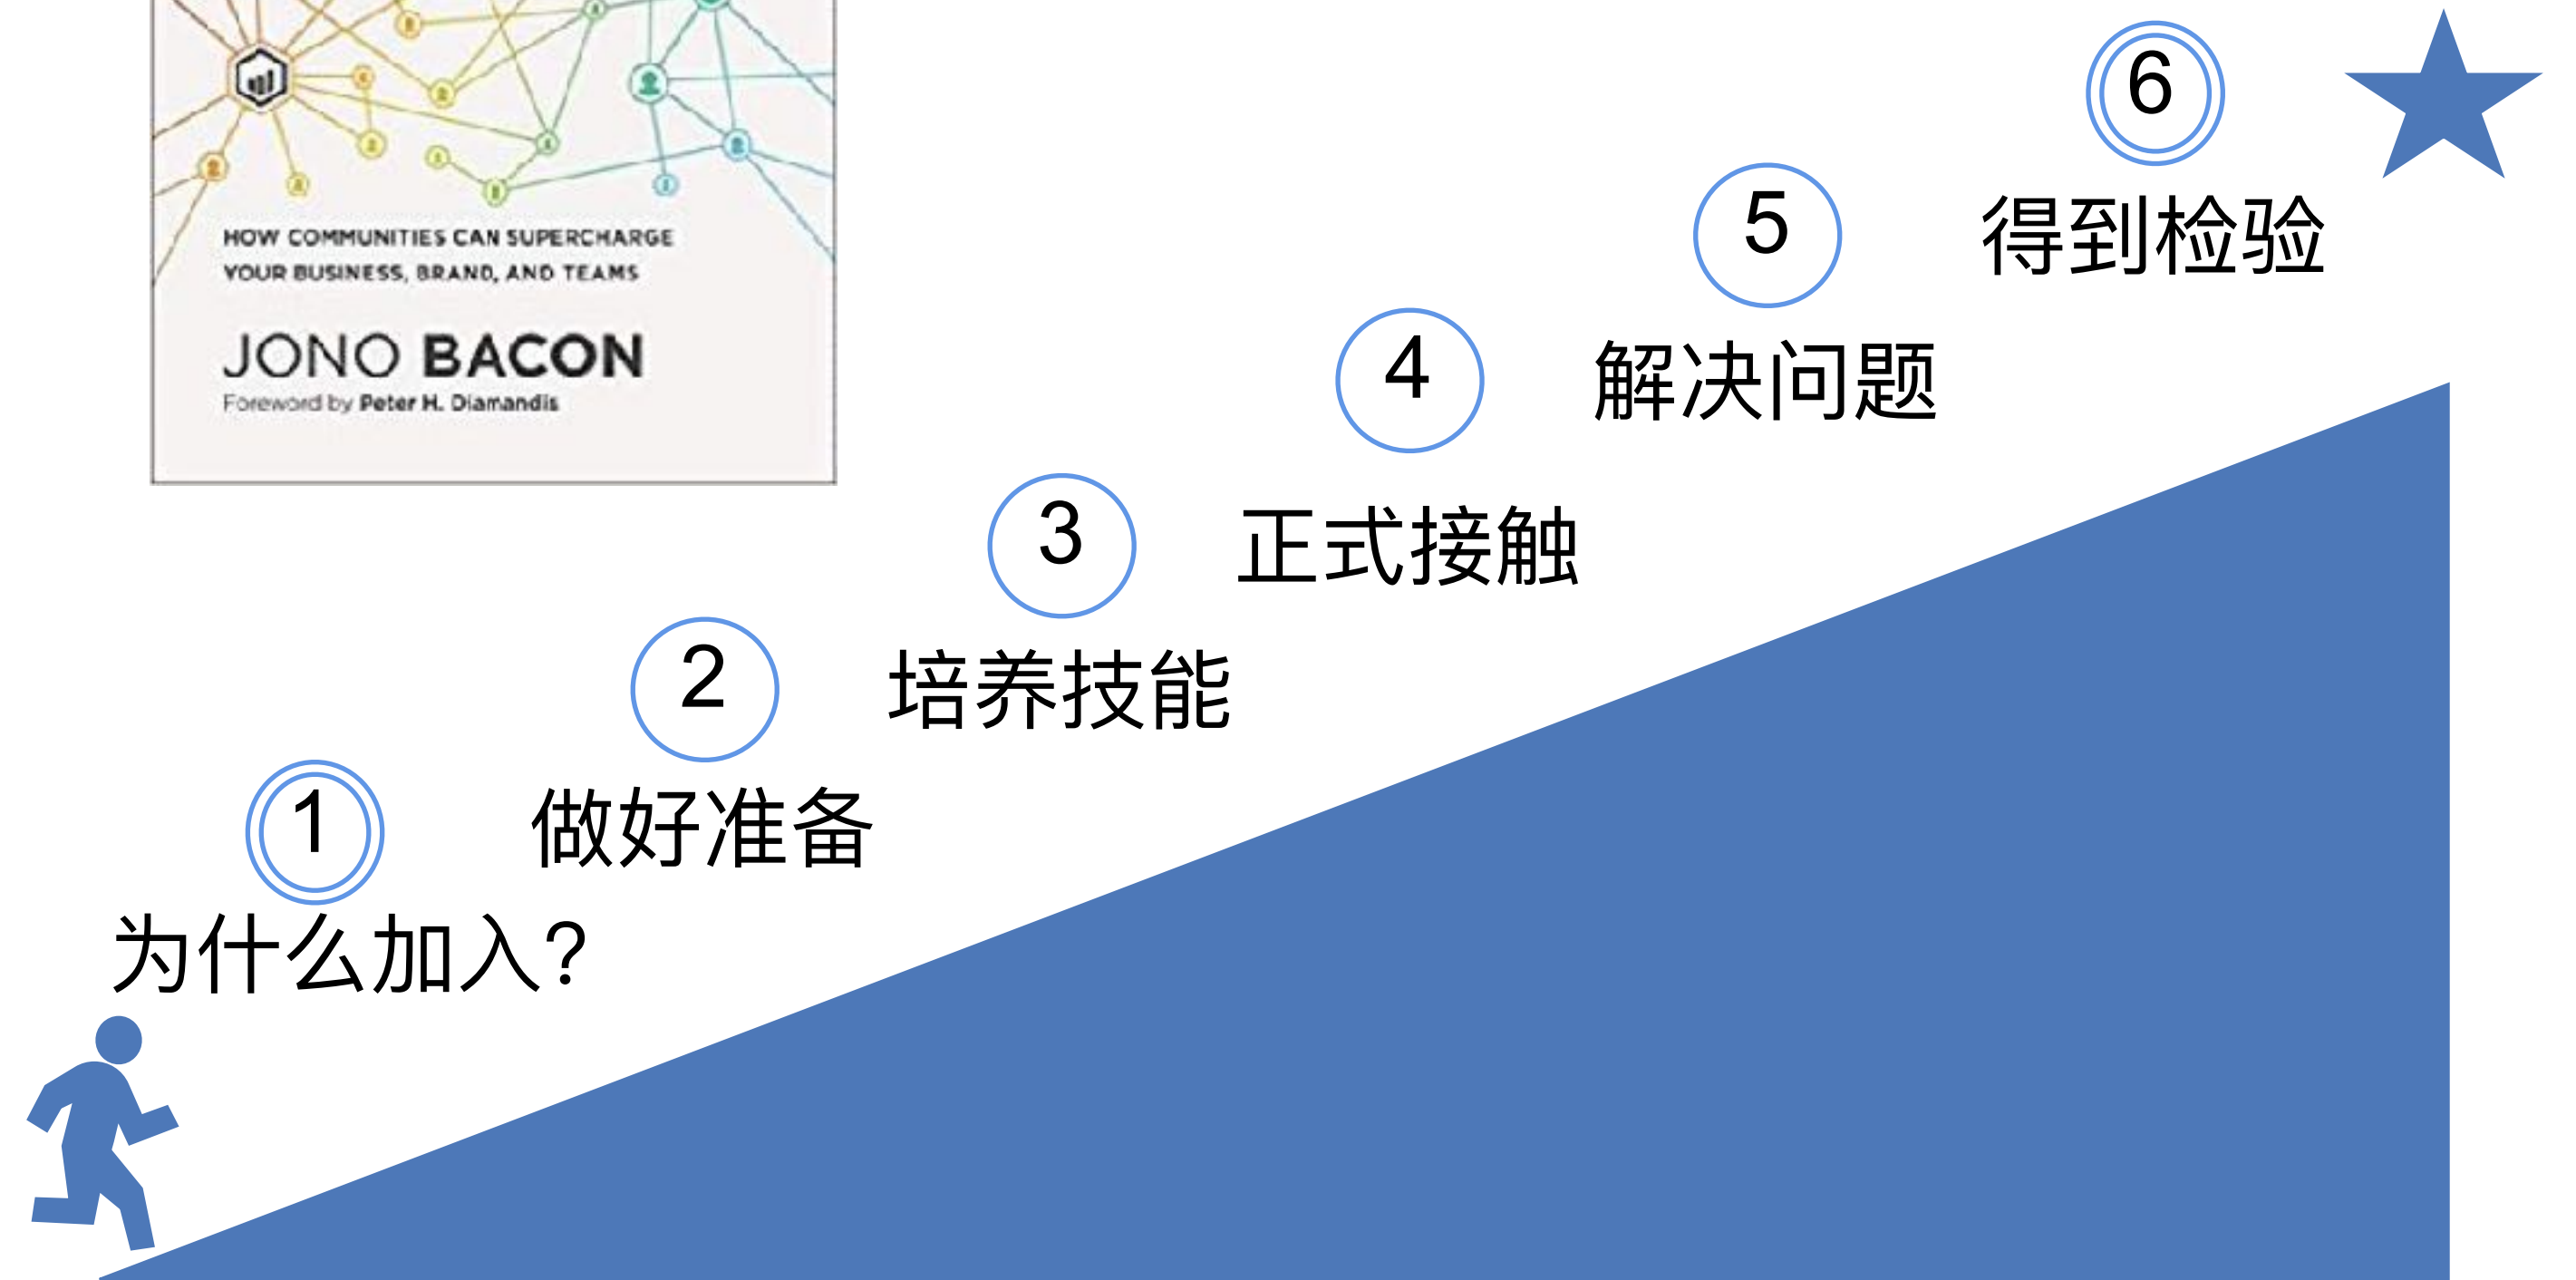 HOW COMMUNITIES CAN SUPERCHARGE
YOUR BUSINESS, BRAND, AND TEAMS
JONO BACON
Foreword by Peter H. Diamandis
1
为什么加入?
2
做好准备
3
培养技能
4
正式接触
5
解决问题
6
得到检验